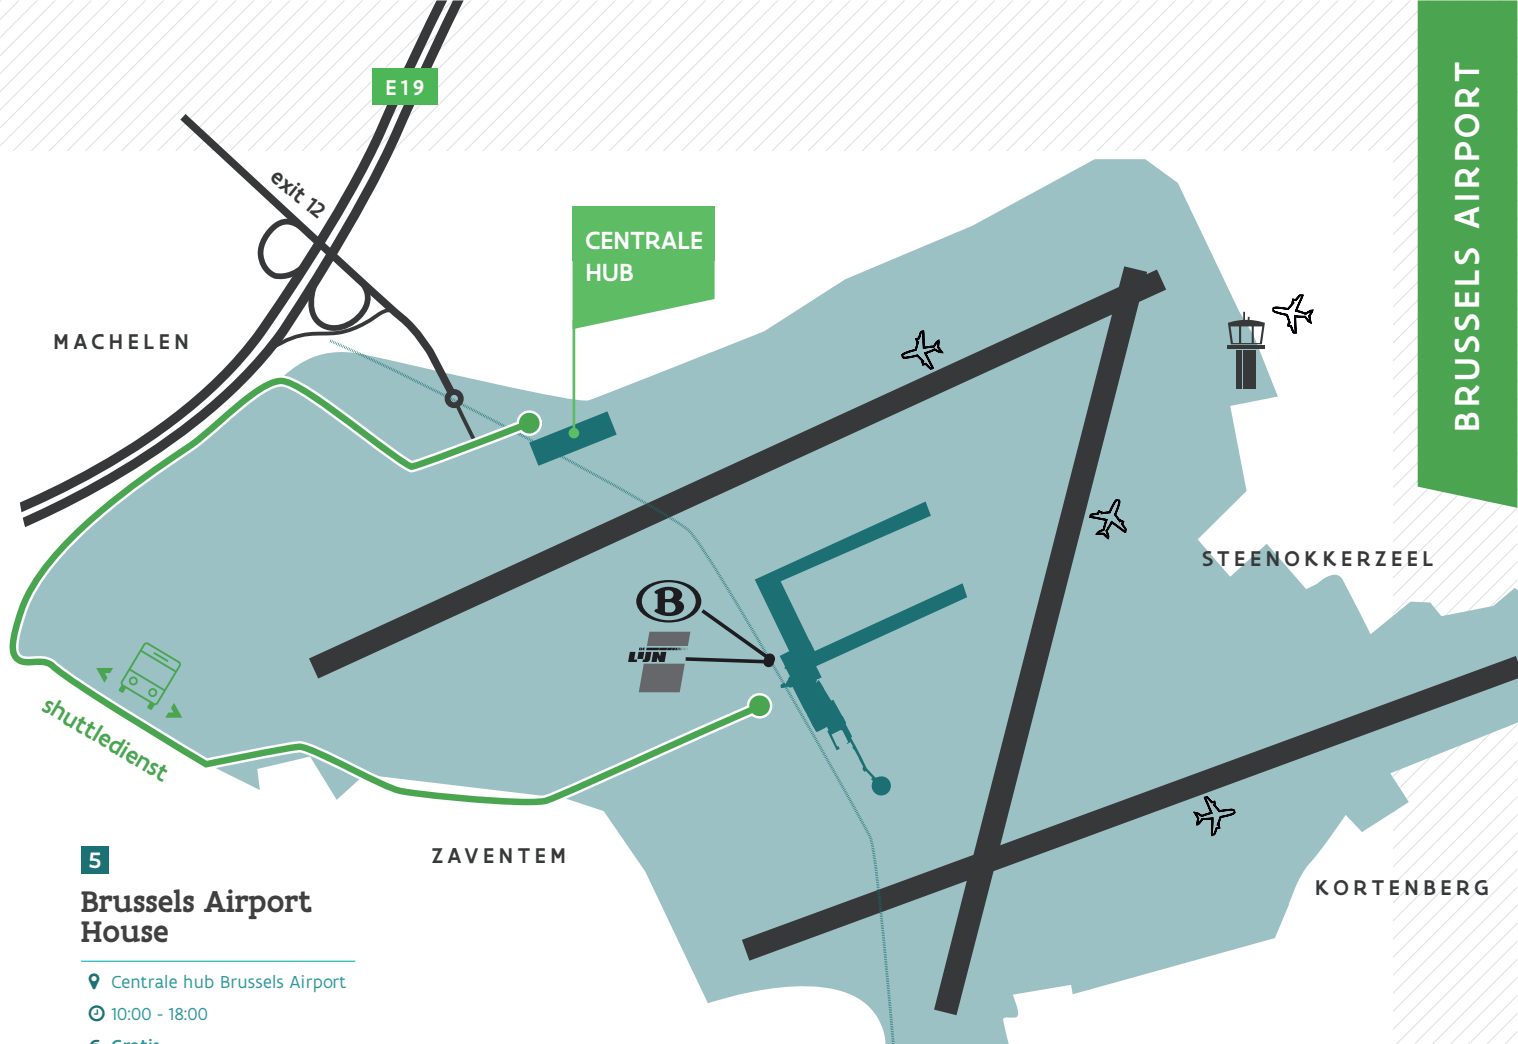 BRUSSELS AIRPORT
E19
exit 12
CENTRALE
HUB
MACHELEN
STEENOKKERZEEL
B
LIJN
shuttledienst
ZAVENTEM
KORTENBERG
5
Brussels Airport
House
Centrale hub Brussels Airport
10:00 - 18:00